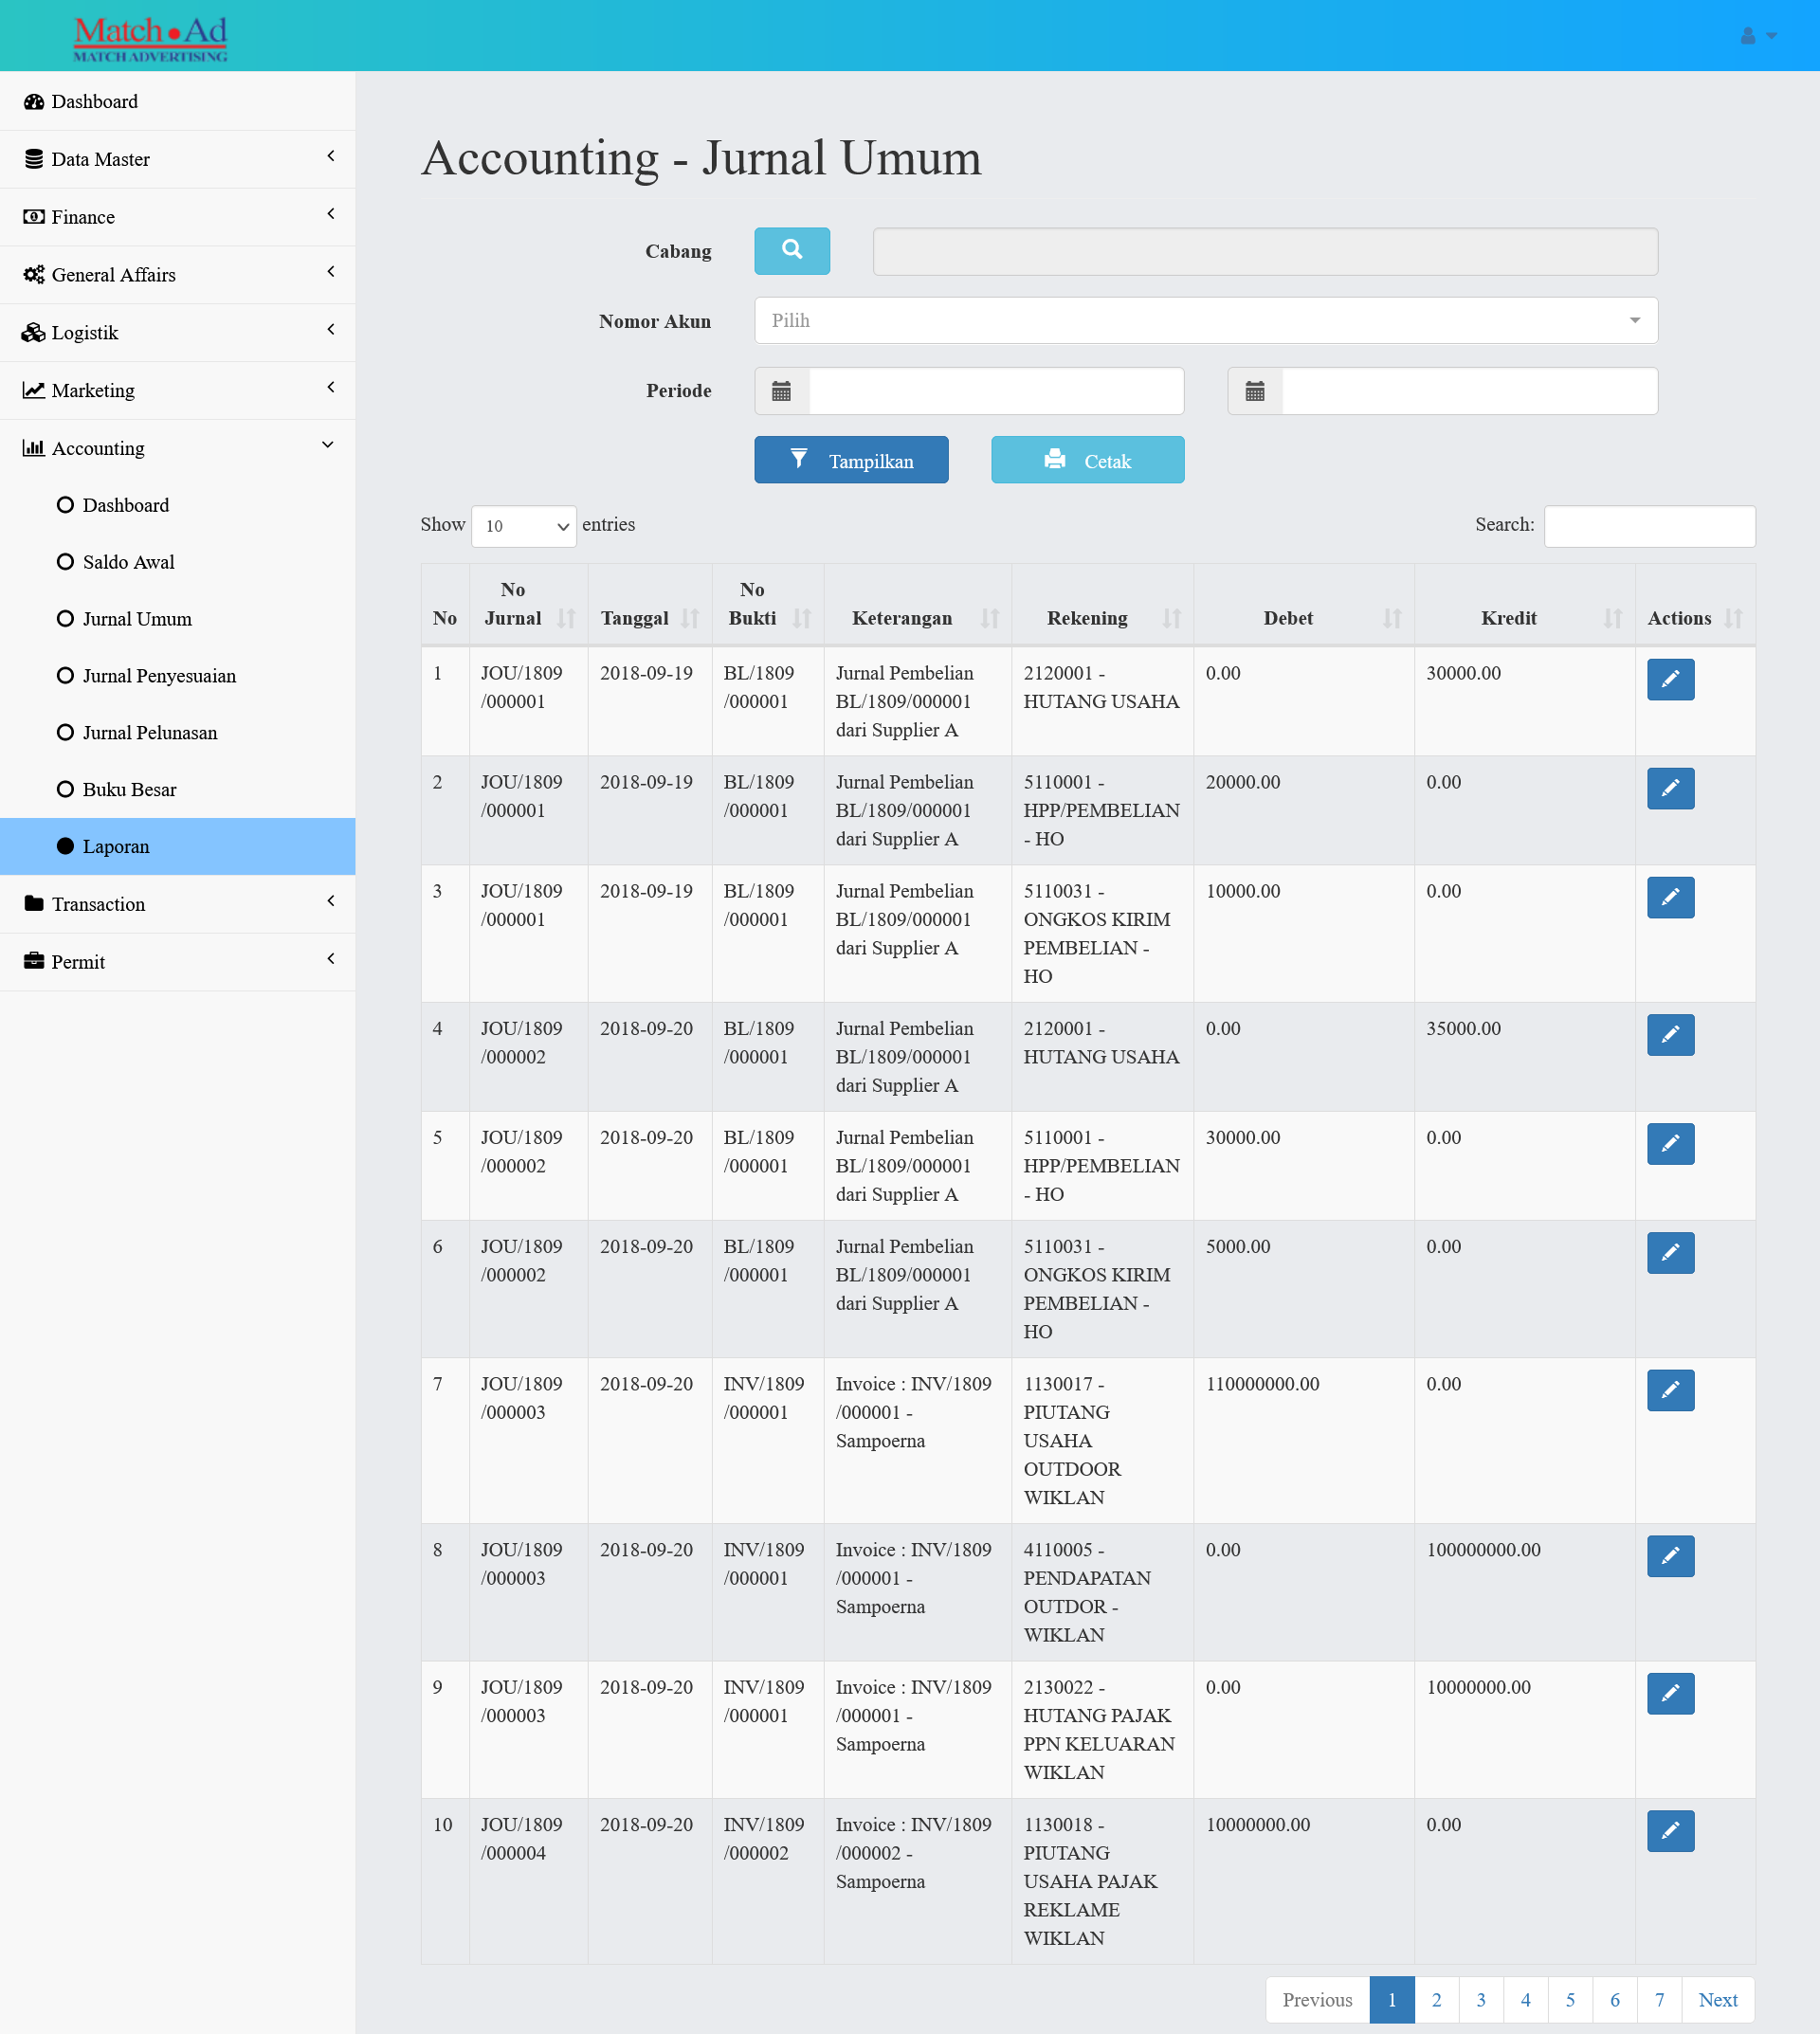 Match Ad
MATCH ADVERTISING
Dashboard
Data Master
Finance
General Affairs
Logistik
Marketing
Accounting
Dashboard
Saldo Awal
Jurnal Umum
Jurnal Penyesuaian
Jurnal Pelunasan
Buku Besar
Laporan
Transaction
Permit
Accounting - Jurnal Umum
Cabang
Nomor Akun Pilih
Periode
Tampilkan Cetak
Show 10 entries Search:
No No Jurnal Tanggal No Bukti Keterangan Rekening Debet Kredit Actions
1 JOU/1809 2018-09-19 BL/1809 Jurnal Pembelian 2120001 - 0.00 30000.00
/000001 /000001 BL/1809/000001 HUTANG USAHA
dari Supplier A
2 JOU/1809 2018-09-19 BL/1809 Jurnal Pembelian 5110001 - 20000.00 0.00
/000001 /000001 BL/1809/000001 HPP/PEMBELIAN
dari Supplier A - HO
3 JOU/1809 2018-09-19 BL/1809 Jurnal Pembelian 5110031 - 10000.00 0.00
/000001 /000001 BL/1809/000001 ONGKOS KIRIM
dari Supplier A PEMBELIAN -
HO
4 JOU/1809 2018-09-20 BL/1809 Jurnal Pembelian 2120001 - 0.00 35000.00
/000002 /000001 BL/1809/000001 HUTANG USAHA
dari Supplier A
5 JOU/1809 2018-09-20 BL/1809 Jurnal Pembelian 5110001 - 30000.00 0.00
/000002 /000001 BL/1809/000001 HPP/PEMBELIAN
dari Supplier A - HO
6 JOU/1809 2018-09-20 BL/1809 Jurnal Pembelian 5110031 - 5000.00 0.00
/000002 /000001 BL/1809/000001 ONGKOS KIRIM
dari Supplier A PEMBELIAN -
HO
7 JOU/1809 2018-09-20 INV/1809 Invoice : INV/1809 1130017 - 110000000.00 0.00
/000003 /000001 /000001 - PIUTANG
Sampoerna USAHA
OUTDOOR
WIKLAN
8 JOU/1809 2018-09-20 INV/1809 Invoice : INV/1809 4110005 - 0.00 100000000.00
/000003 /000001 /000001 - PENDAPATAN
Sampoerna OUTDOR -
WIKLAN
9 JOU/1809 2018-09-20 INV/1809 Invoice : INV/1809 2130022 - 0.00 10000000.00
/000003 /000001 /000001 - HUTANG PAJAK
Sampoerna PPN KELUARAN
WIKLAN
10 JOU/1809 2018-09-20 INV/1809 Invoice : INV/1809 1130018 - 10000000.00 0.00
/000004 /000002 /000002 - PIUTANG
Sampoerna USAHA PAJAK
REKLAME
WIKLAN
Previous 1 2 3 4 5 6 7 Next